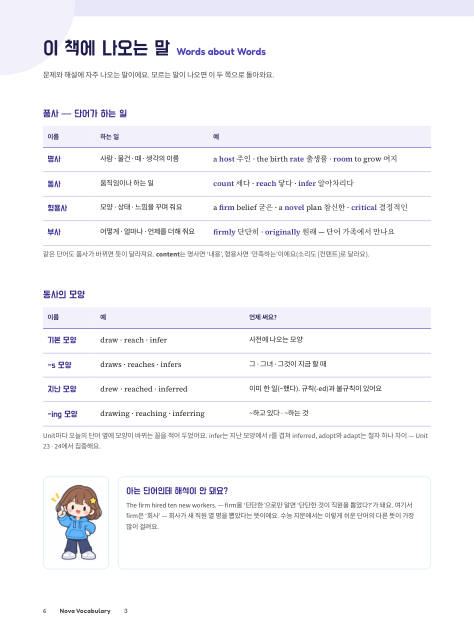 이 책에 나오는 말 Words about Words
문제와 해설에 자주 나오는 말이에요. 모르는 말이 나오면 이 두 쪽으로 돌아와요.
품사 — 단어가 하는 일
이름 하는 일 예
명사 사람 · 물건 · 때 · 생각의 이름 a host 주인 · the birth rate 출생률 · room to grow 여지
동사 움직임이나 하는 일 count 세다 · reach 닿다 · infer 알아차리다
형용사 모양 · 상태 · 느낌을 꾸며 줘요 a firm belief 굳은 · a novel plan 참신한 · critical 결정적인
부사 어떻게 · 얼마나 · 언제를 더해 줘요 firmly 단단히 · originally 원래 — 단어 가족에서 만나요
같은 단어도 품사가 바뀌면 뜻이 달라져요. content는 명사면 '내용', 형용사면 '만족하는'이에요(소리도 [컨텐트]로 달라요).
동사의 모양
이름 예 언제 써요?
기본 모양 draw · reach · infer 사전에 나오는 모양
-s 모양 draws · reaches · infers 그 · 그녀 · 그것이 지금 할 때
지난 모양 drew · reached · inferred 이미 한 일(~했다). 규칙(-ed)과 불규칙이 있어요
-ing 모양 drawing · reaching · inferring ~하고 있다 · ~하는 것
Unit마다 오늘의 단어 옆에 모양이 바뀌는 꼴을 적어 두었어요. infer는 지난 모양에서 r를 겹쳐 inferred, adopt와 adapt는 철자 하나 차이 — Unit
23 · 24에서 집중해요.
아는 단어인데 해석이 안 돼요?
The firm hired ten new workers. — firm을 '단단한'으로만 알면 '단단한 것이 직원을 뽑았다?'가 돼요. 여기서
firm은 '회사' — 회사가 새 직원 열 명을 뽑았다는 뜻이에요. 수능 지문에서는 이렇게 쉬운 단어의 다른 뜻이 가장
많이 걸려요.
6 Nova Vocabulary 3